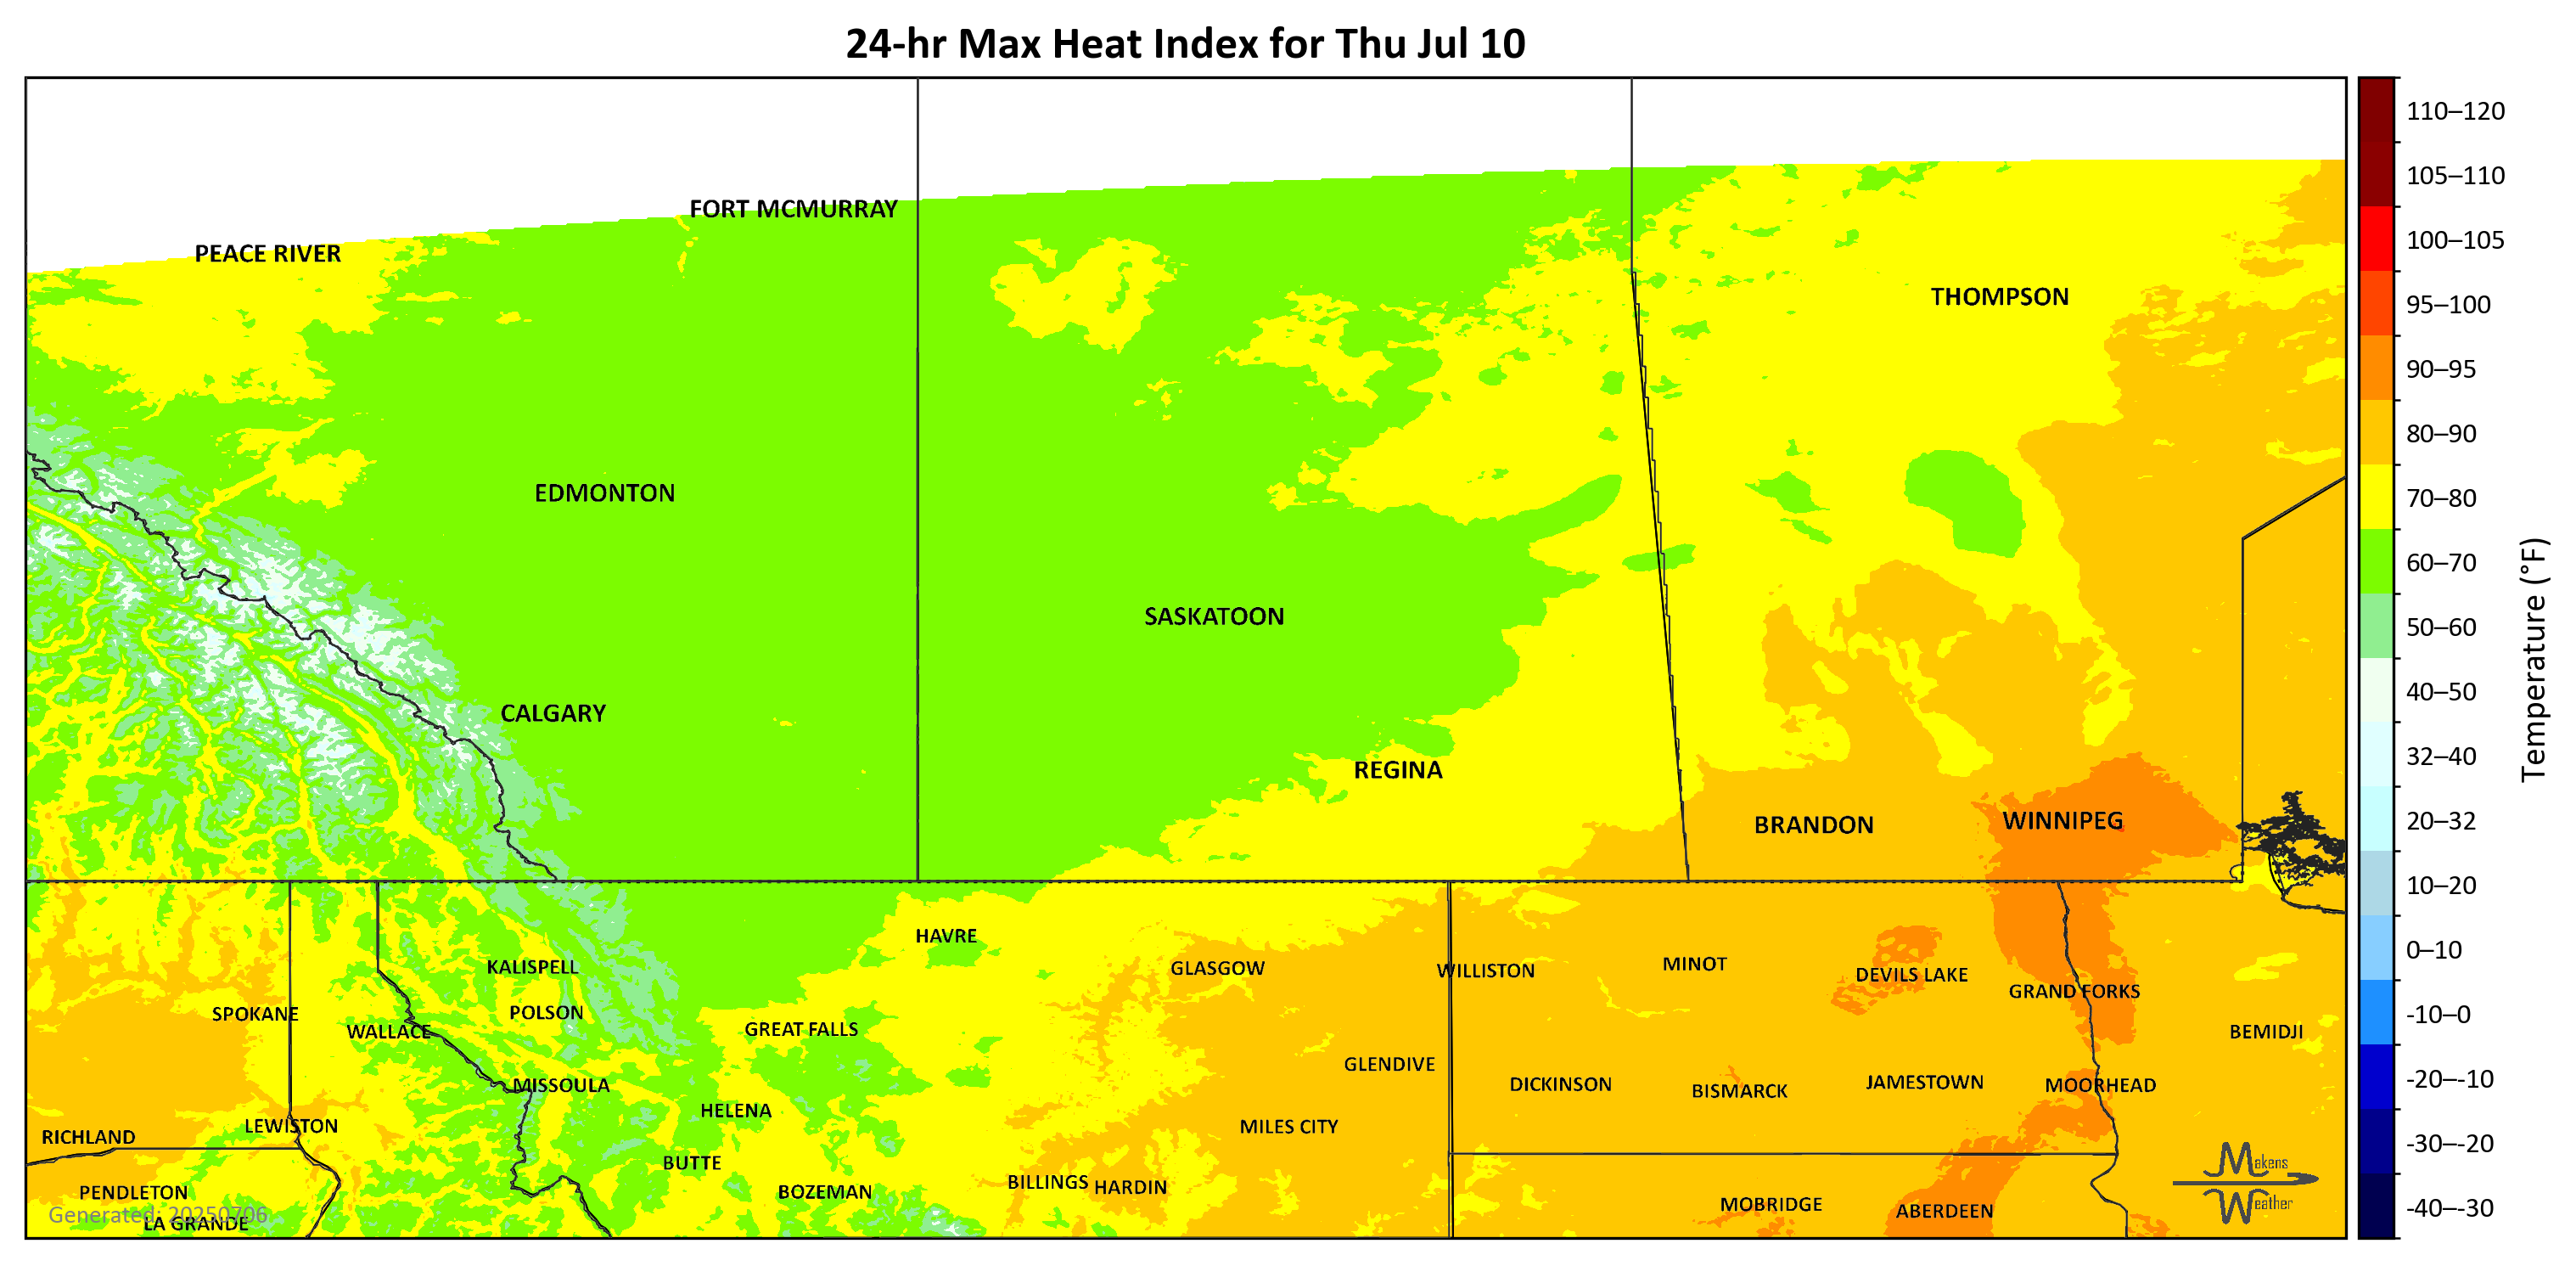 24-hr Max Heat Index for Thu Jul 10
FORT MCMURRAY
PEACE RIVER
THOMPSON
EDMONTON
SASKATOON
CALGARY
REGINA
BRANDON
WINNIPEG
HAVRE
KALISPELL
GLASGOW
WILLISTON
MINOT
DEVILS LAKE
GRAND FORKS
SPOKANE
POLSON
WALLACE
GREAT FALLS
BEMIDJI
GLENDIVE
MISSOULA
DICKINSON
BISMARCK
JAMESTOWN
MOORHEAD
HELENA
LEWISTON
MILES CITY
RICHLAND
BUTTE
BILLINGS
HARDIN
PENDLETON
BOZEMAN
MOBRIDGE
ABERDEEN
LA GRANDE
Generated: 20250706
Makens
Weather
110–120
105–110
100–105
95–100
90–95
80–90
70–80
60–70
50–60
40–50
32–40
20–32
10–20
0–10
-10–0
-20–-10
-30–-20
-40–-30
Temperature (°F)